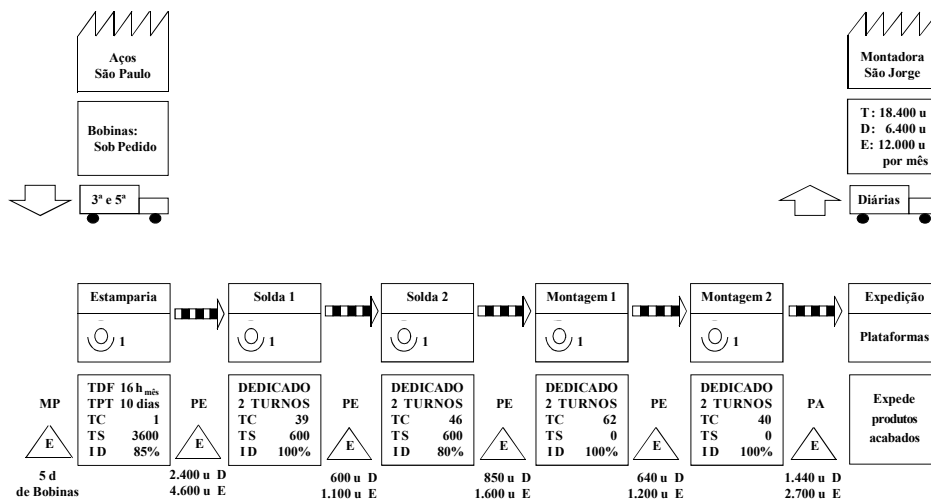 Aços
São Paulo
Bobinas:
Sob Pedido
3ª e 5ª
Montadora
São Jorge
T: 18.400 u
D: 6.400 u
E: 12.000 u
por mês
Diárias
Estamparia
1
Solda 1
1
Solda 2
1
Montagem 1
1
Montagem 2
1
Expedição
Plataformas
MP
E
5 d
de Bobinas
TDF 16 h mês
TPT 10 dias
TC 1
TS 3600
ID 85%
PE
E
2.400 u D
4.600 u E
DEDICADO
2 TURNOS
TC 39
TS 600
ID 100%
PE
E
600 u D
1.100 u E
DEDICADO
2 TURNOS
TC 46
TS 600
ID 80%
PE
E
850 u D
1.600 u E
DEDICADO
2 TURNOS
TC 62
TS 0
ID 100%
PE
E
640 u D
1.200 u E
DEDICADO
2 TURNOS
TC 40
TS 0
ID 100%
PA
E
1.440 u D
2.700 u E
Expede
produtos
acabados